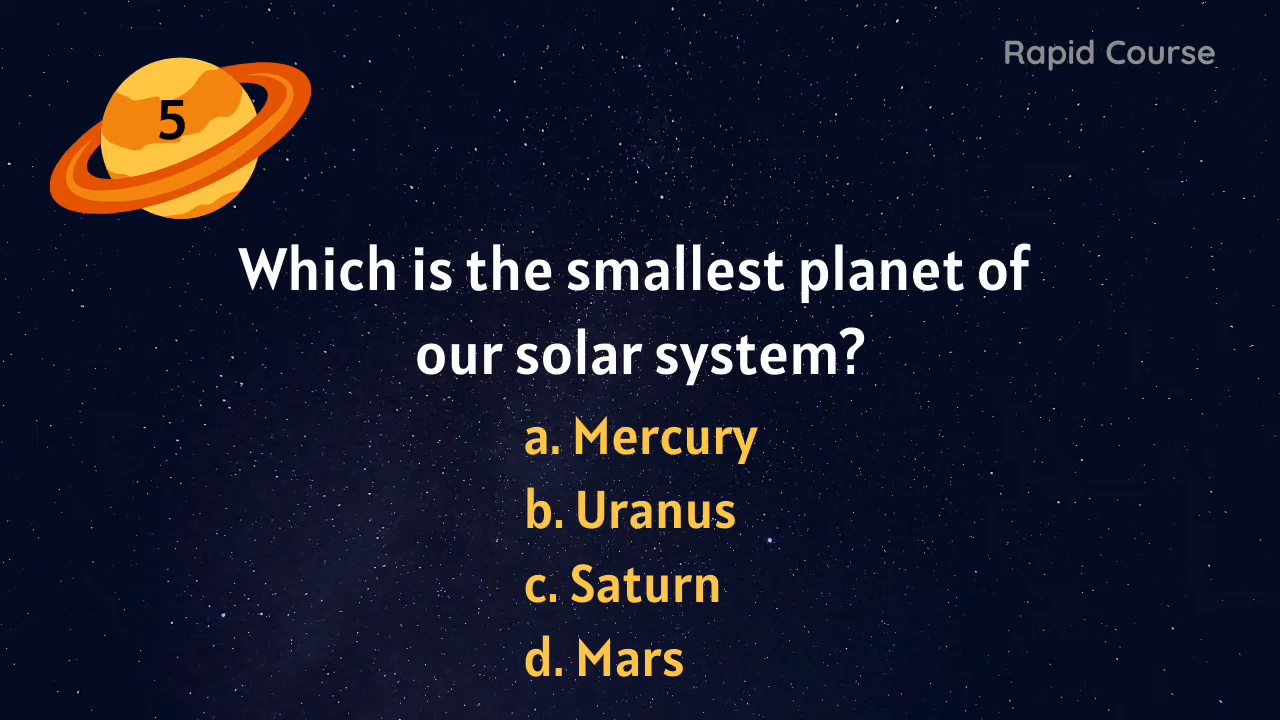 Rapid Course
5
Which is the smallest planet of
our solar system?
a. Mercury
b. Uranus
c. Saturn
d. Mars